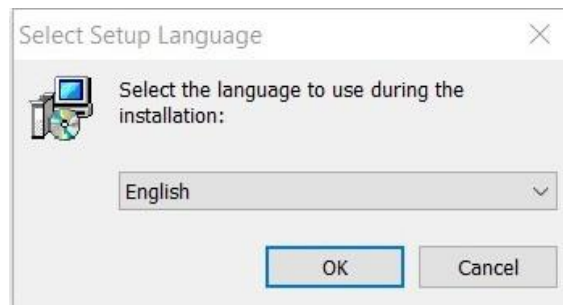 Select Setup Language
Select the language to use during the
installation:
English
OK
Cancel